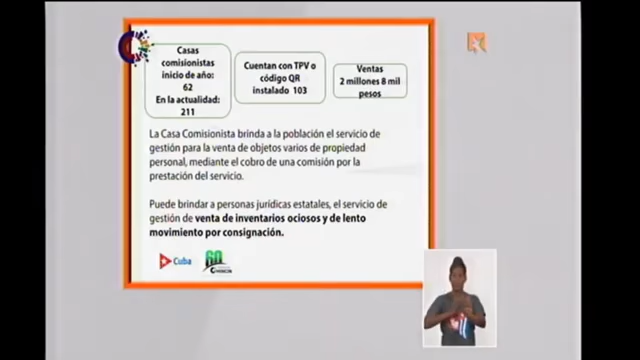 Casas
comisionistas
inicio de año:
62
En la actualidad:
211
Cuentan con TPV o
código QR
instalado 103
Ventas
2 millones 8 mil
pesos
La Casa Comisionista brinda a la población el servicio de
gestión para la venta de objetos varios de propiedad
personal, mediante el cobro de una comisión por la
prestación del servicio.
Puede brindar a personas jurídicas estatales, el servicio de
gestión de venta de inventarios ociosos y de lento
movimiento por consignación.
Cuba
60